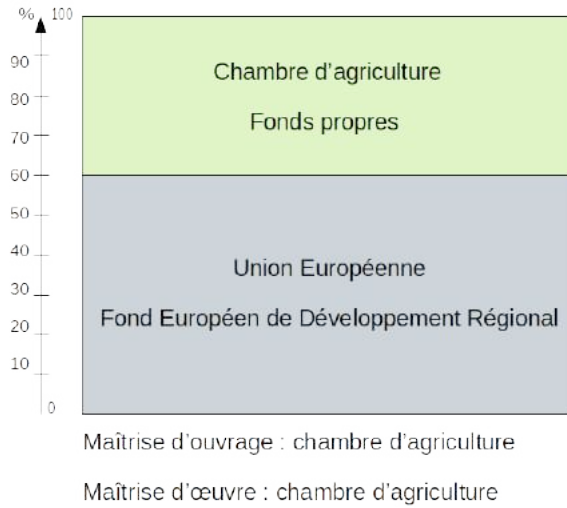 % 100
90
80
70
60
50
40
30
20
10
0
Chambre d'agriculture
Fonds propres
Union Européenne
Fond Européen de Développement Régional
Maîtrise d'ouvrage : chambre d'agriculture
Maîtrise d'œuvre : chambre d'agriculture